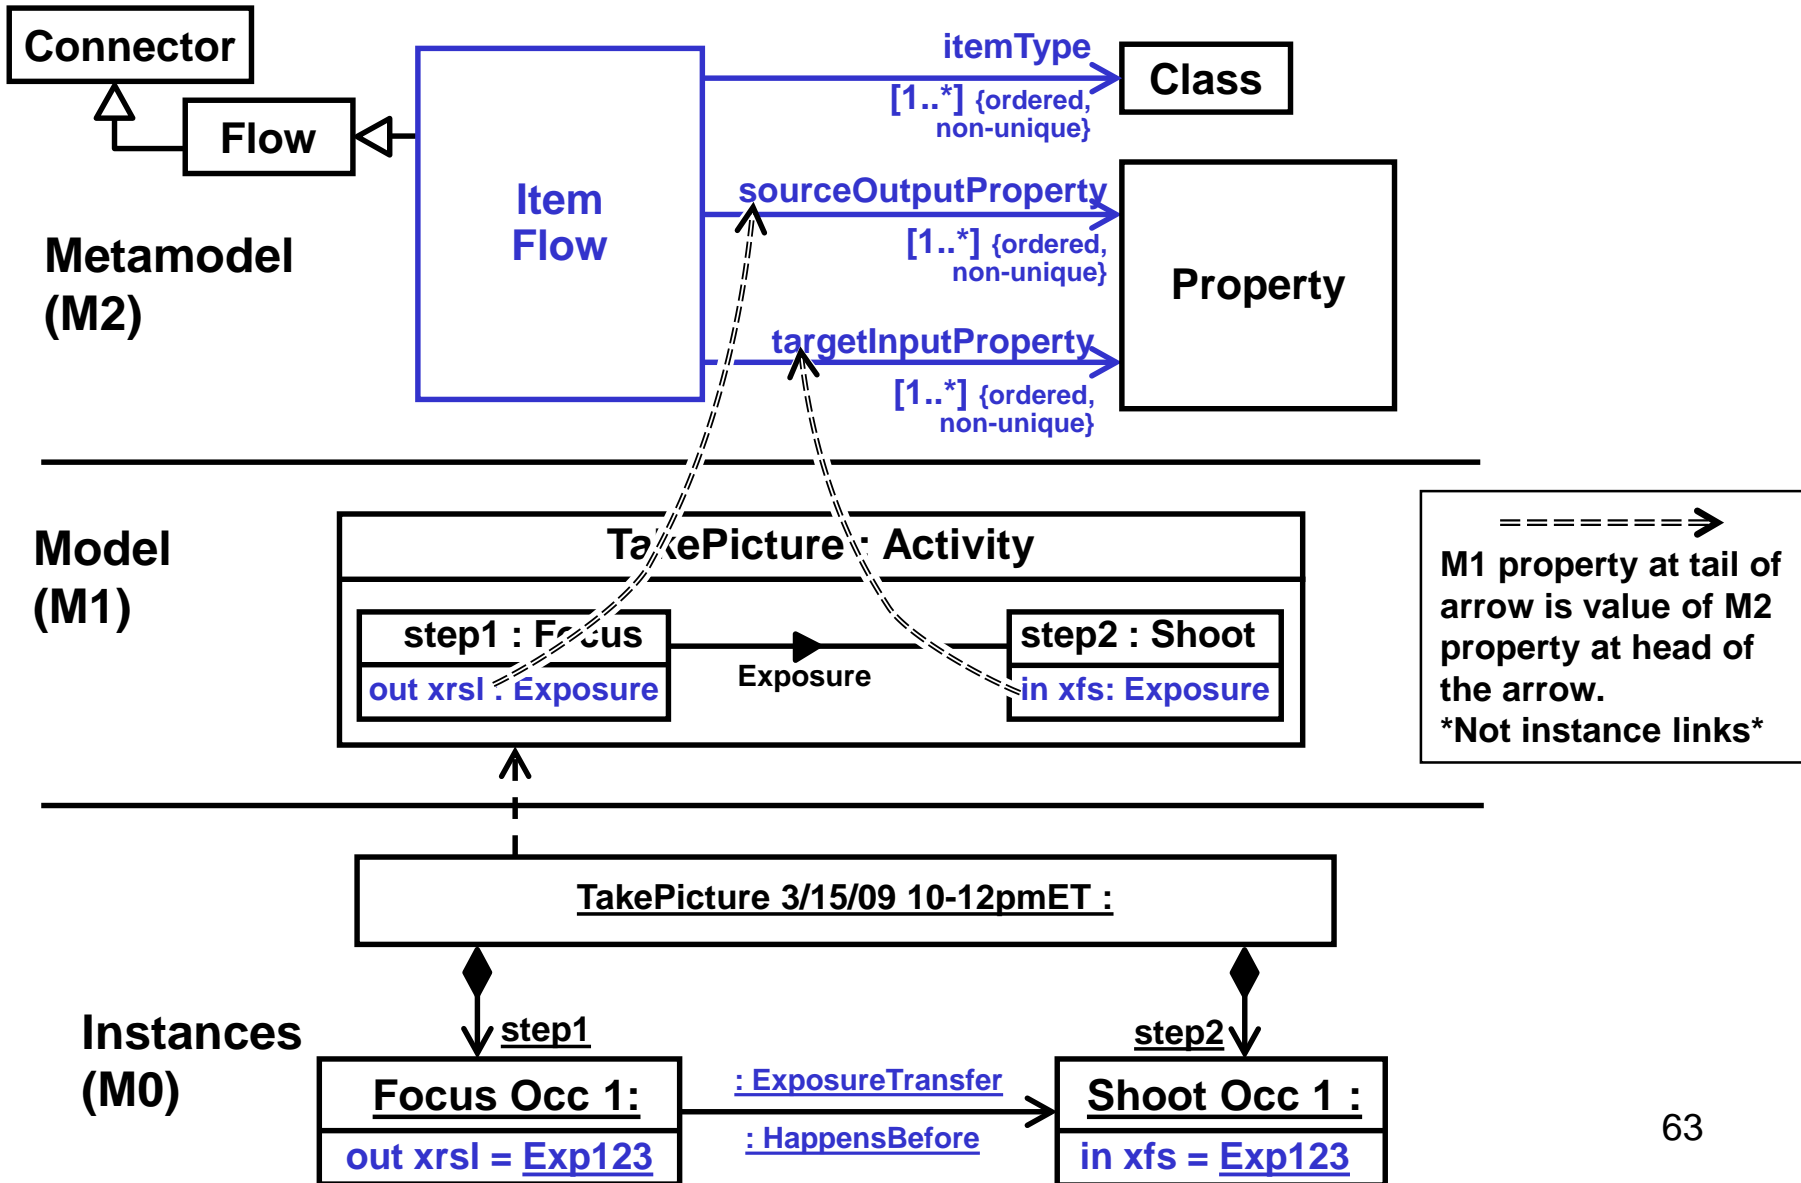 Connector
Flow
Item
Flow
itemType
[1..*] {ordered,
non-unique}
Class
sourceOutputProperty
[1..*] {ordered,
non-unique}
targetInputProperty
[1..*] {ordered,
non-unique}
Property
Metamodel
(M2)
Model
(M1)
TakePicture : Activity
step1 : Focus
out xrsl : Exposure
Exposure
step2 : Shoot
in xfs: Exposure
M1 property at tail of
arrow is value of M2
property at head of
the arrow.
*Not instance links*
TakePicture 3/15/09 10-12pmET :
Instances
(M0)
step1
step2
Focus Occ 1:
out xrsl = Exp123
: ExposureTransfer
: HappensBefore
Shoot Occ 1 :
in xfs = Exp123
63